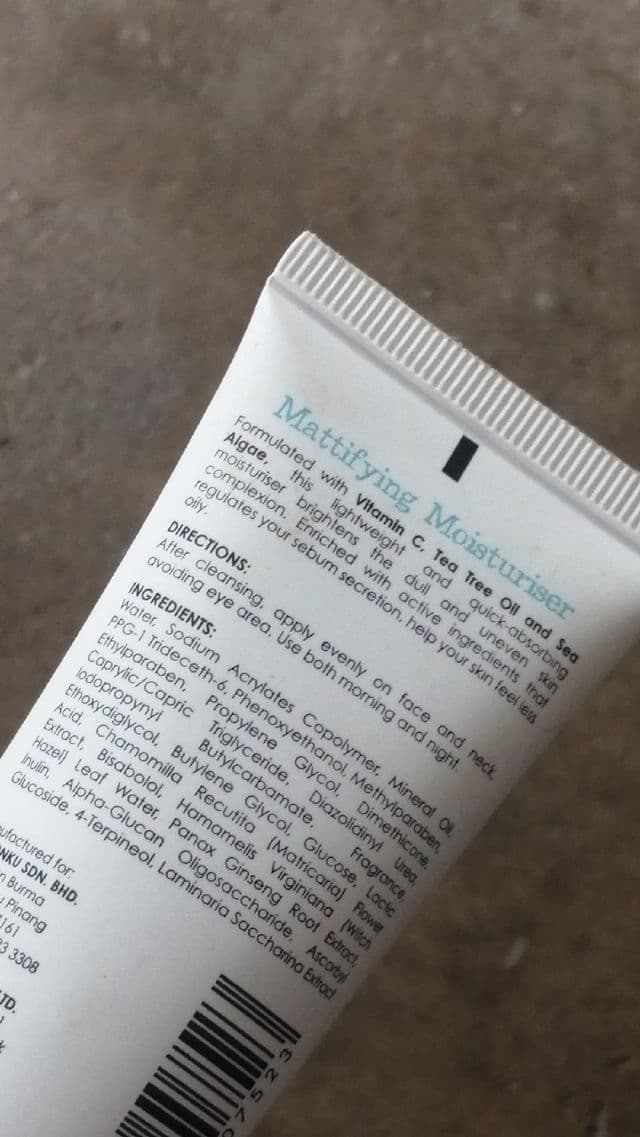 Mattifying Moisturiser
Formulated with Vitamin C, Tea Tree Oil and Sea
Algae, this lightweight and quick-absorbing
moisturiser brightens the dull and uneven skin
complexion. Enriched with active ingredients that
regulates your sebum secretion, help your skin feel less
oily.
DIRECTIONS:
After cleansing, apply evenly on face and neck,
avoiding eye area. Use both morning and night.
INGREDIENTS:
Water, Sodium Acrylates Copolymer, Mineral Oil,
PPG-1 Trideceth-6, Phenoxyethanol, Methylparaben,
Ethylparaben, Propylene Glycol, Dimethicone,
Caprylic/Capric Triglyceride, Diazolidinyl Urea,
Iodopropynyl Butylcarbamate, Fragrance,
Ethoxydiglycol, Butylene Glycol, Glucose, Lactic
Acid, Chamomilla Recutita (Matricaria) Flower
Extract, Bisabolol, Hamamelis Virginiana (Witch
Hazel) Leaf Water, Panax Ginseng Root Extract,
Inulin, Alpha-Glucan Oligosaccharide, Ascorbyl
Glucoside, 4-Terpineol, Laminaria Saccharina Extract
for:
SDN. BHD.
Burma
Pinang
161
3308
TD.
7523